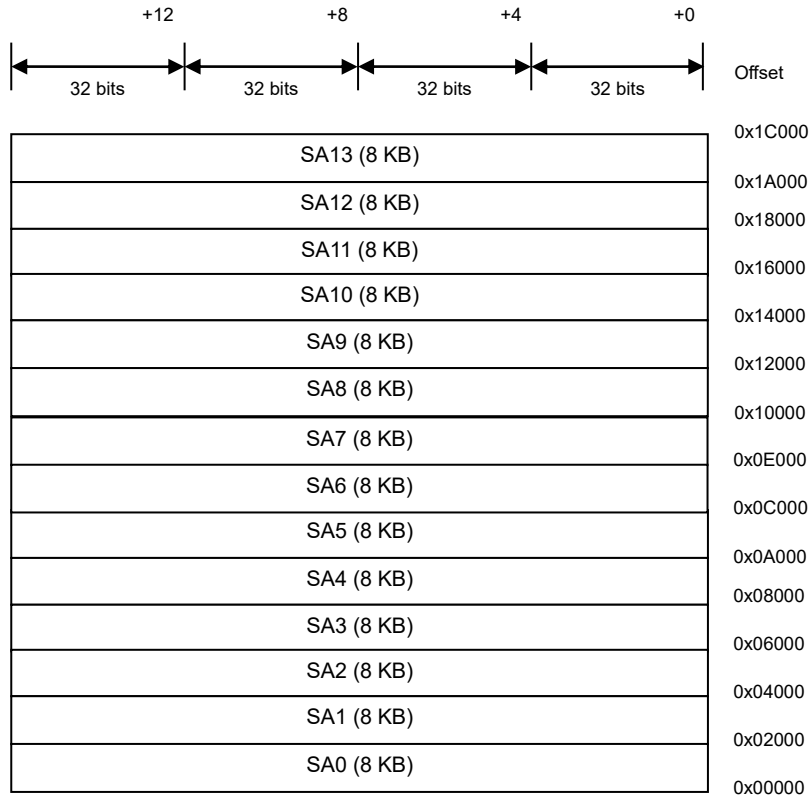 +12 +8 +4 +0
32 bits 32 bits 32 bits 32 bits
Offset
0x1C000
SA13 (8 KB)
0x1A000
SA12 (8 KB)
0x18000
SA11 (8 KB)
0x16000
SA10 (8 KB)
0x14000
SA9 (8 KB)
0x12000
SA8 (8 KB)
0x10000
SA7 (8 KB)
0x0E000
SA6 (8 KB)
0x0C000
SA5 (8 KB)
0x0A000
SA4 (8 KB)
0x08000
SA3 (8 KB)
0x06000
SA2 (8 KB)
0x04000
SA1 (8 KB)
0x02000
SA0 (8 KB)
0x00000